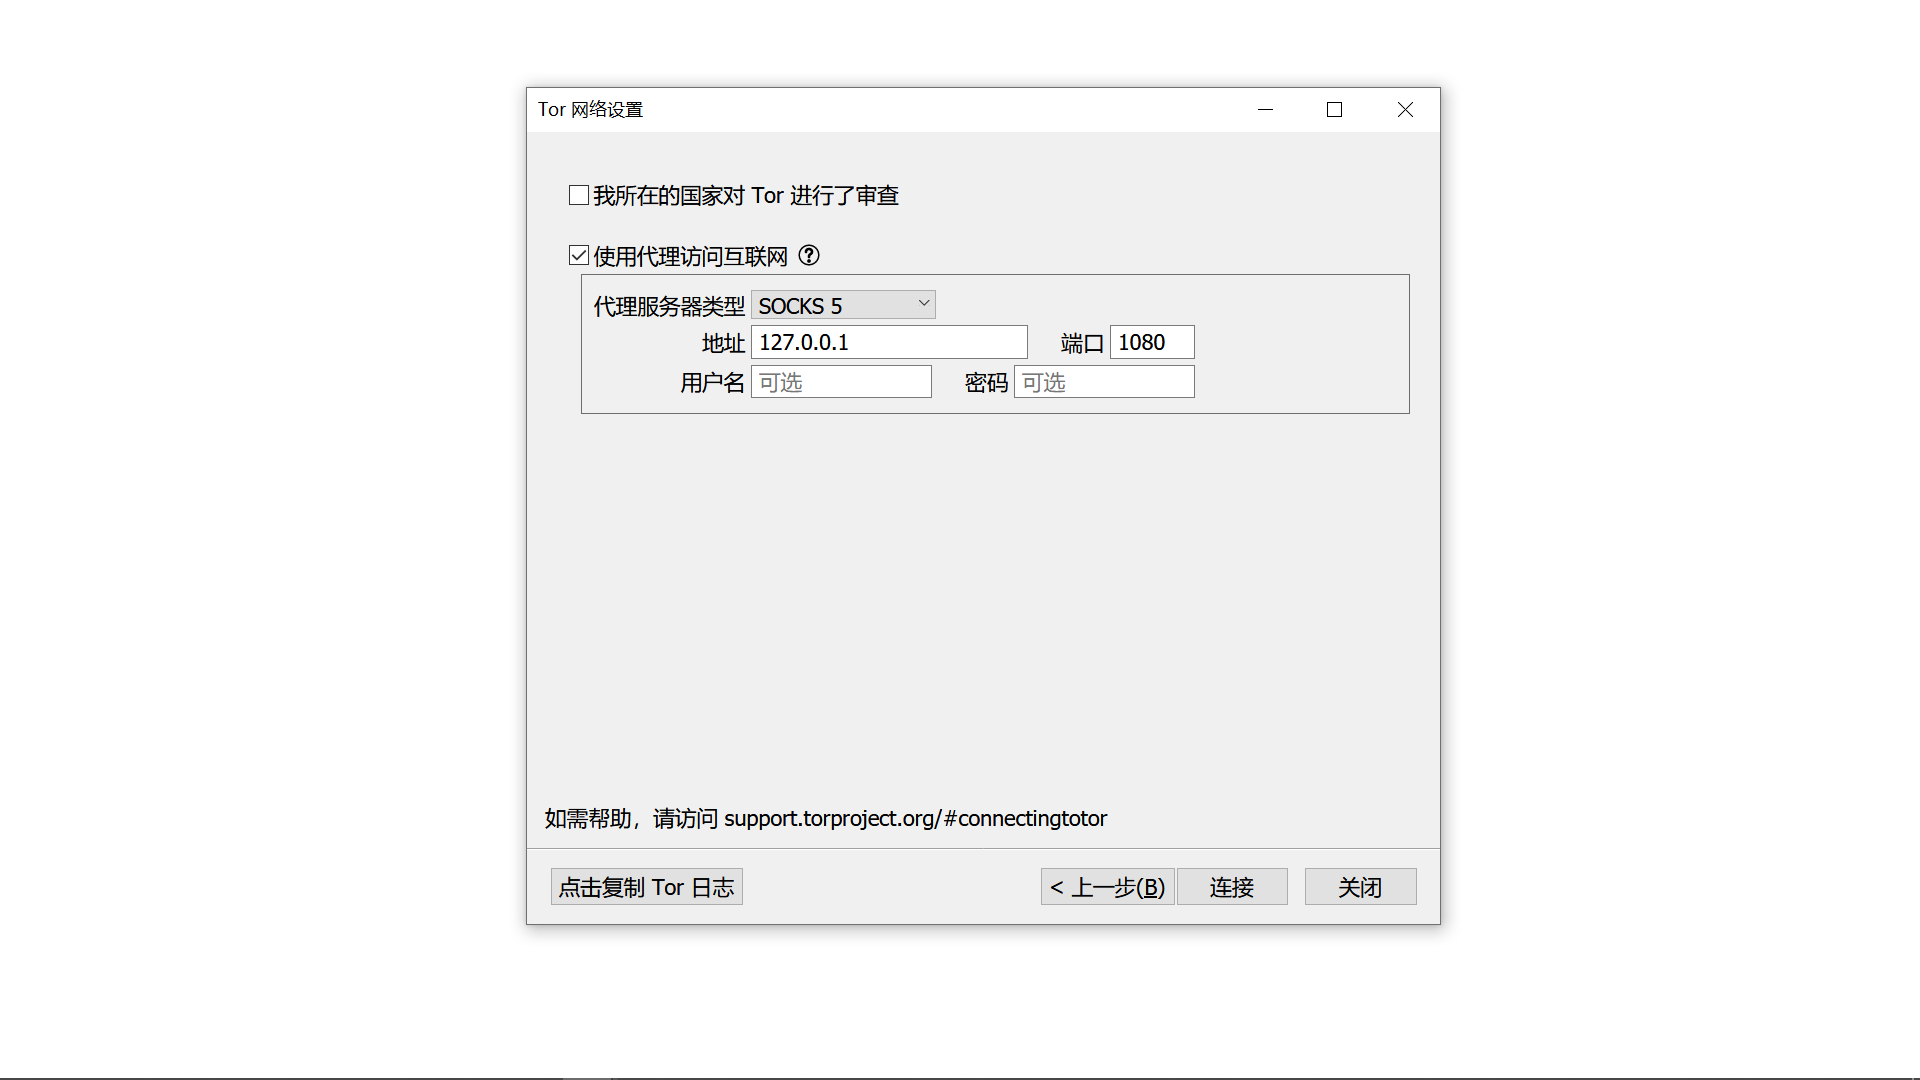 Tor 网络设置
我所在的国家对 Tor 进行了审查
使用代理访问互联网 ?
代理服务器类型 SOCKS 5
地址 127.0.0.1 端口 1080
用户名 可选 密码 可选
如需帮助，请访问 support.torproject.org/#connectingtotor
点击复制 Tor 日志 < 上一步(B) 连接 关闭